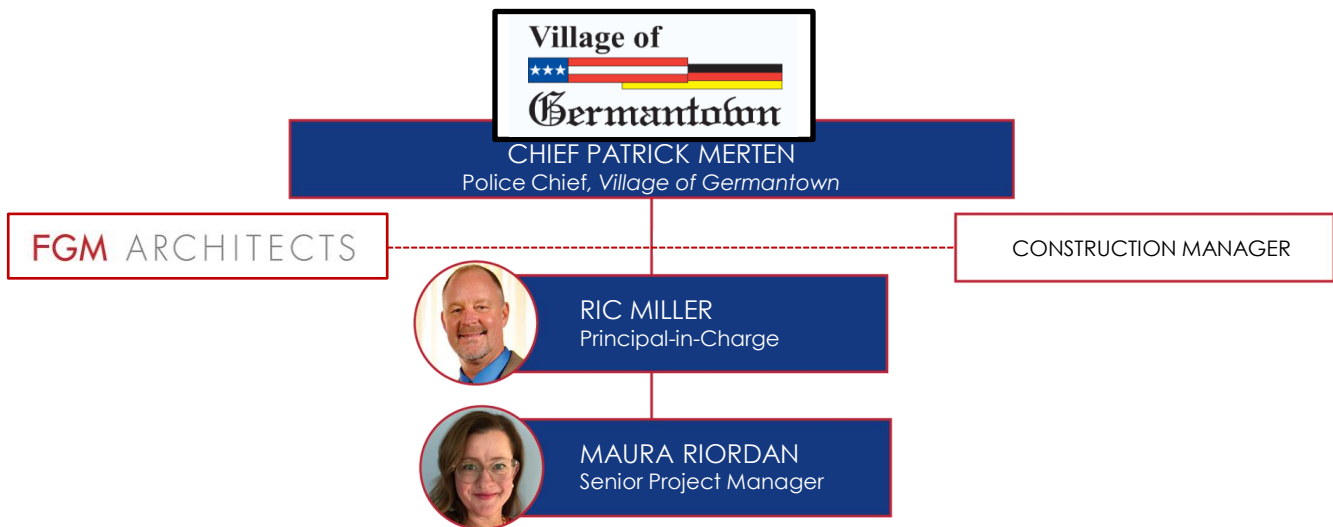 Village of
Germantown
CHIEF PATRICK MERTEN
Police Chief, Village of Germantown
FGM ARCHITECTS
CONSTRUCTION MANAGER
RIC MILLER
Principal-in-Charge
MAURA RIORDAN
Senior Project Manager